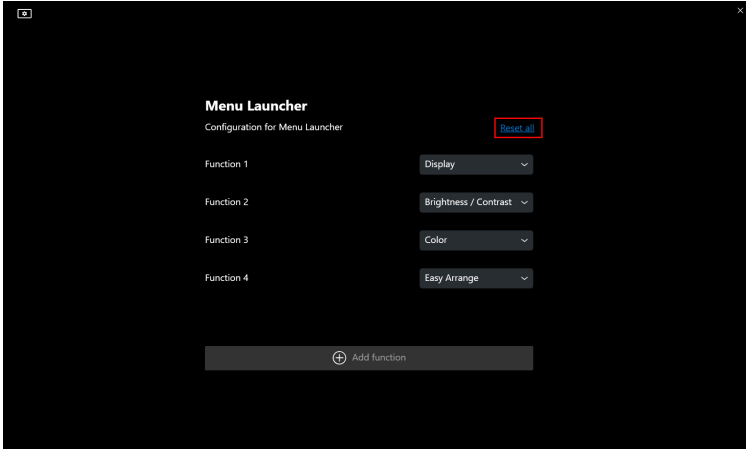 Menu Launcher
Configuration for Menu Launcher
Reset all
Function 1
Display
Function 2
Brightness / Contrast
Function 3
Color
Function 4
Easy Arrange
Add function